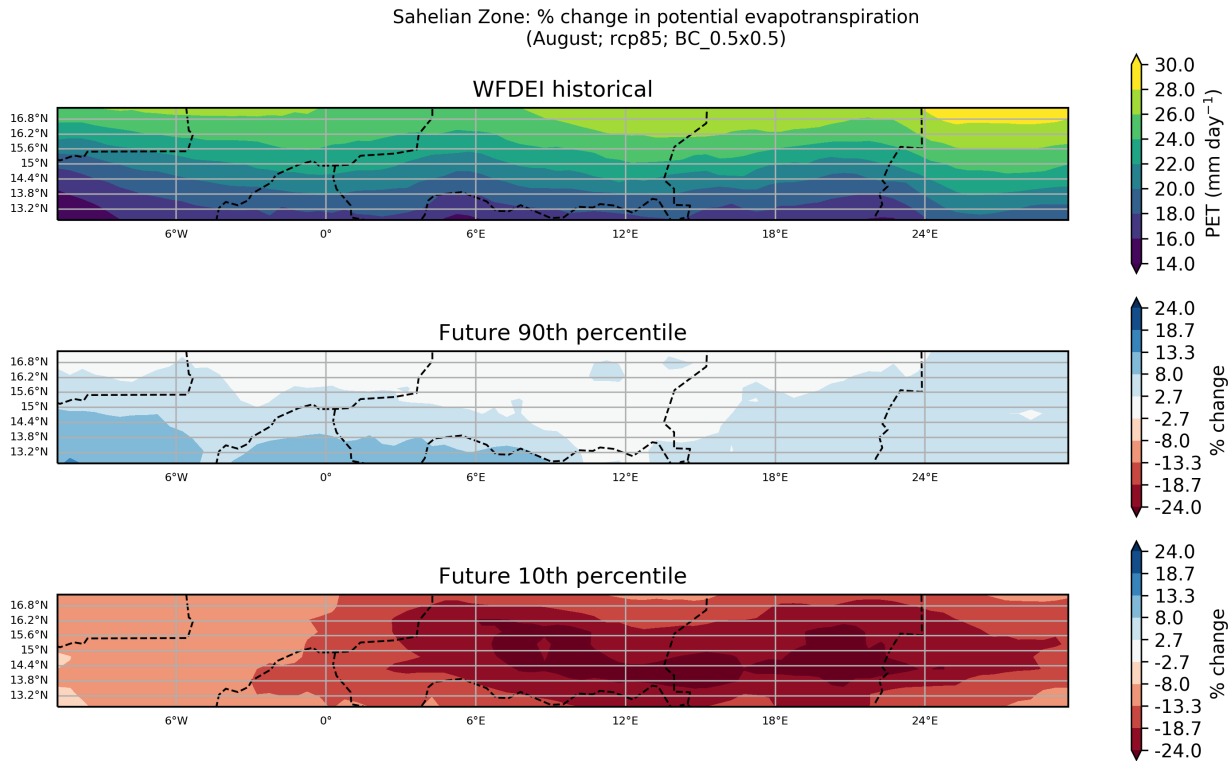 Sahelian Zone: % change in potential evapotranspiration
(August; rcp85; BC_0.5x0.5)
WFDEI historical
16.8°N
16.2°N
15.6°N
15°N
14.4°N
13.8°N
13.2°N
6°W
0°
6°E
12°E
18°E
24°E
30.0
28.0
26.0
24.0
22.0
20.0
18.0
16.0
14.0
PET (mm day⁻¹)
Future 90th percentile
16.8°N
16.2°N
15.6°N
15°N
14.4°N
13.8°N
13.2°N
6°W
0°
6°E
12°E
18°E
24°E
24.0
18.7
13.3
8.0
2.7
-2.7
-8.0
-13.3
-18.7
-24.0
% change
Future 10th percentile
16.8°N
16.2°N
15.6°N
15°N
14.4°N
13.8°N
13.2°N
6°W
0°
6°E
12°E
18°E
24°E
24.0
18.7
13.3
8.0
2.7
-2.7
-8.0
-13.3
-18.7
-24.0
% change